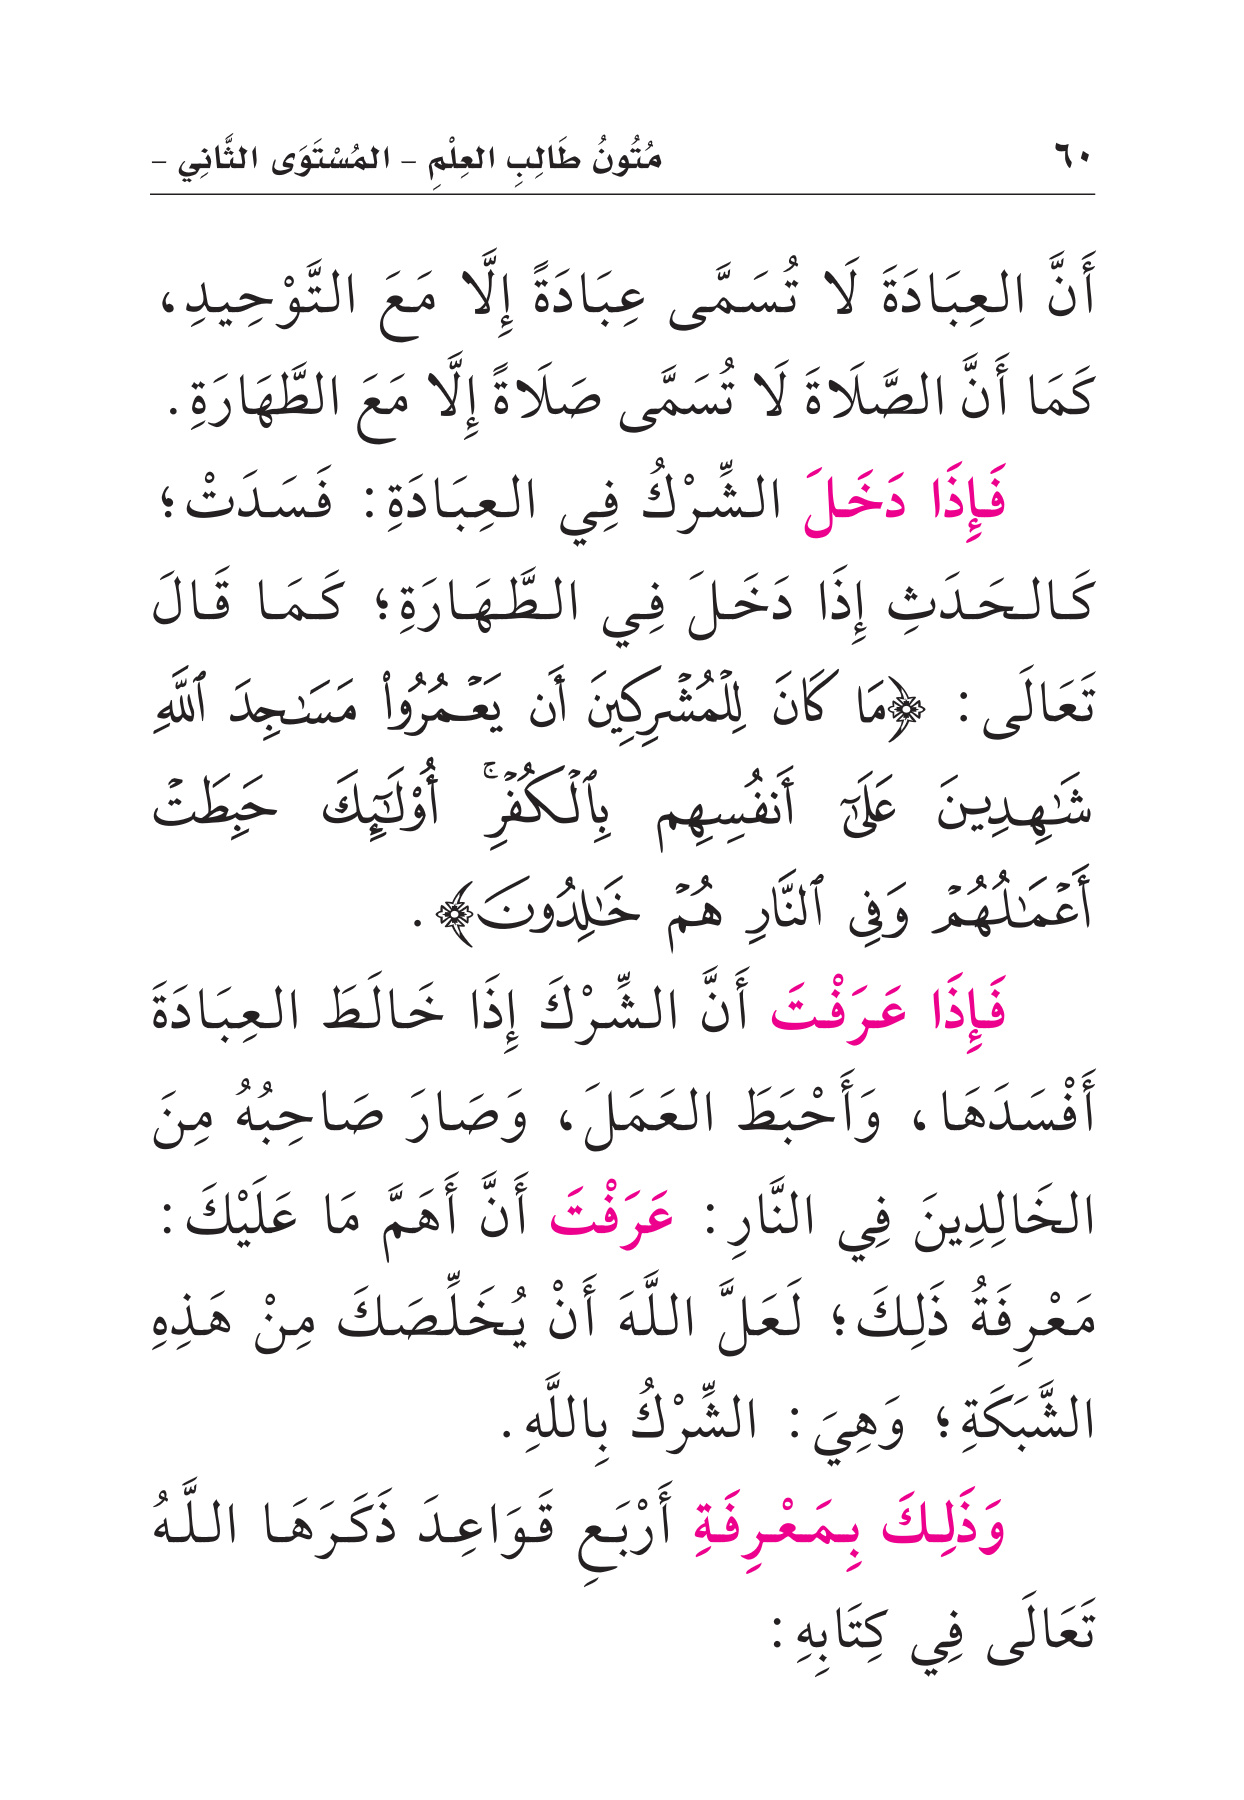 ٦٠ مُتُونُ طَالِبِ العِلْمِ – المُسْتَوَى الثَّانِي –
أَنَّ العِبَادَةَ لَا تُسَمَّى عِبَادَةً إِلَّا مَعَ التَّوْحِيدِ،
كَمَا أَنَّ الصَّلَاةَ لَا تُسَمَّى صَلَاةً إِلَّا مَعَ الطَّهَارَةِ.
فَإِذَا دَخَلَ الشِّرْكُ فِي العِبَادَةِ: فَسَدَتْ؛
كَالحَدَثِ إِذَا دَخَلَ فِي الطَّهَارَةِ؛ كَمَا قَالَ
تَعَالَى: ﴿مَا كَانَ لِلۡمُشۡرِكِينَ أَن يَعۡمُرُواْ مَسَٰجِدَ ٱللَّهِ
شَٰهِدِينَ عَلَىٰٓ أَنفُسِهِم بِٱلۡكُفۡرِۚ أُوْلَٰٓئِكَ حَبِطَتۡ
أَعۡمَٰلُهُمۡ وَفِي ٱلنَّارِ هُمۡ خَٰلِدُونَ﴾.
فَإِذَا عَرَفْتَ أَنَّ الشِّرْكَ إِذَا خَالَطَ العِبَادَةَ
أَفْسَدَهَا، وَأَحْبَطَ العَمَلَ، وَصَارَ صَاحِبُهُ مِنَ
الخَالِدِينَ فِي النَّارِ: عَرَفْتَ أَنَّ أَهَمَّ مَا عَلَيْكَ:
مَعْرِفَةُ ذَلِكَ؛ لَعَلَّ اللَّهَ أَنْ يُخَلِّصَكَ مِنْ هَذِهِ
الشَّبَكَةِ؛ وَهِيَ: الشِّرْكُ بِاللَّهِ.
وَذَلِكَ بِمَعْرِفَةِ أَرْبَعِ قَوَاعِدَ ذَكَرَهَا اللَّهُ
تَعَالَى فِي كِتَابِهِ: